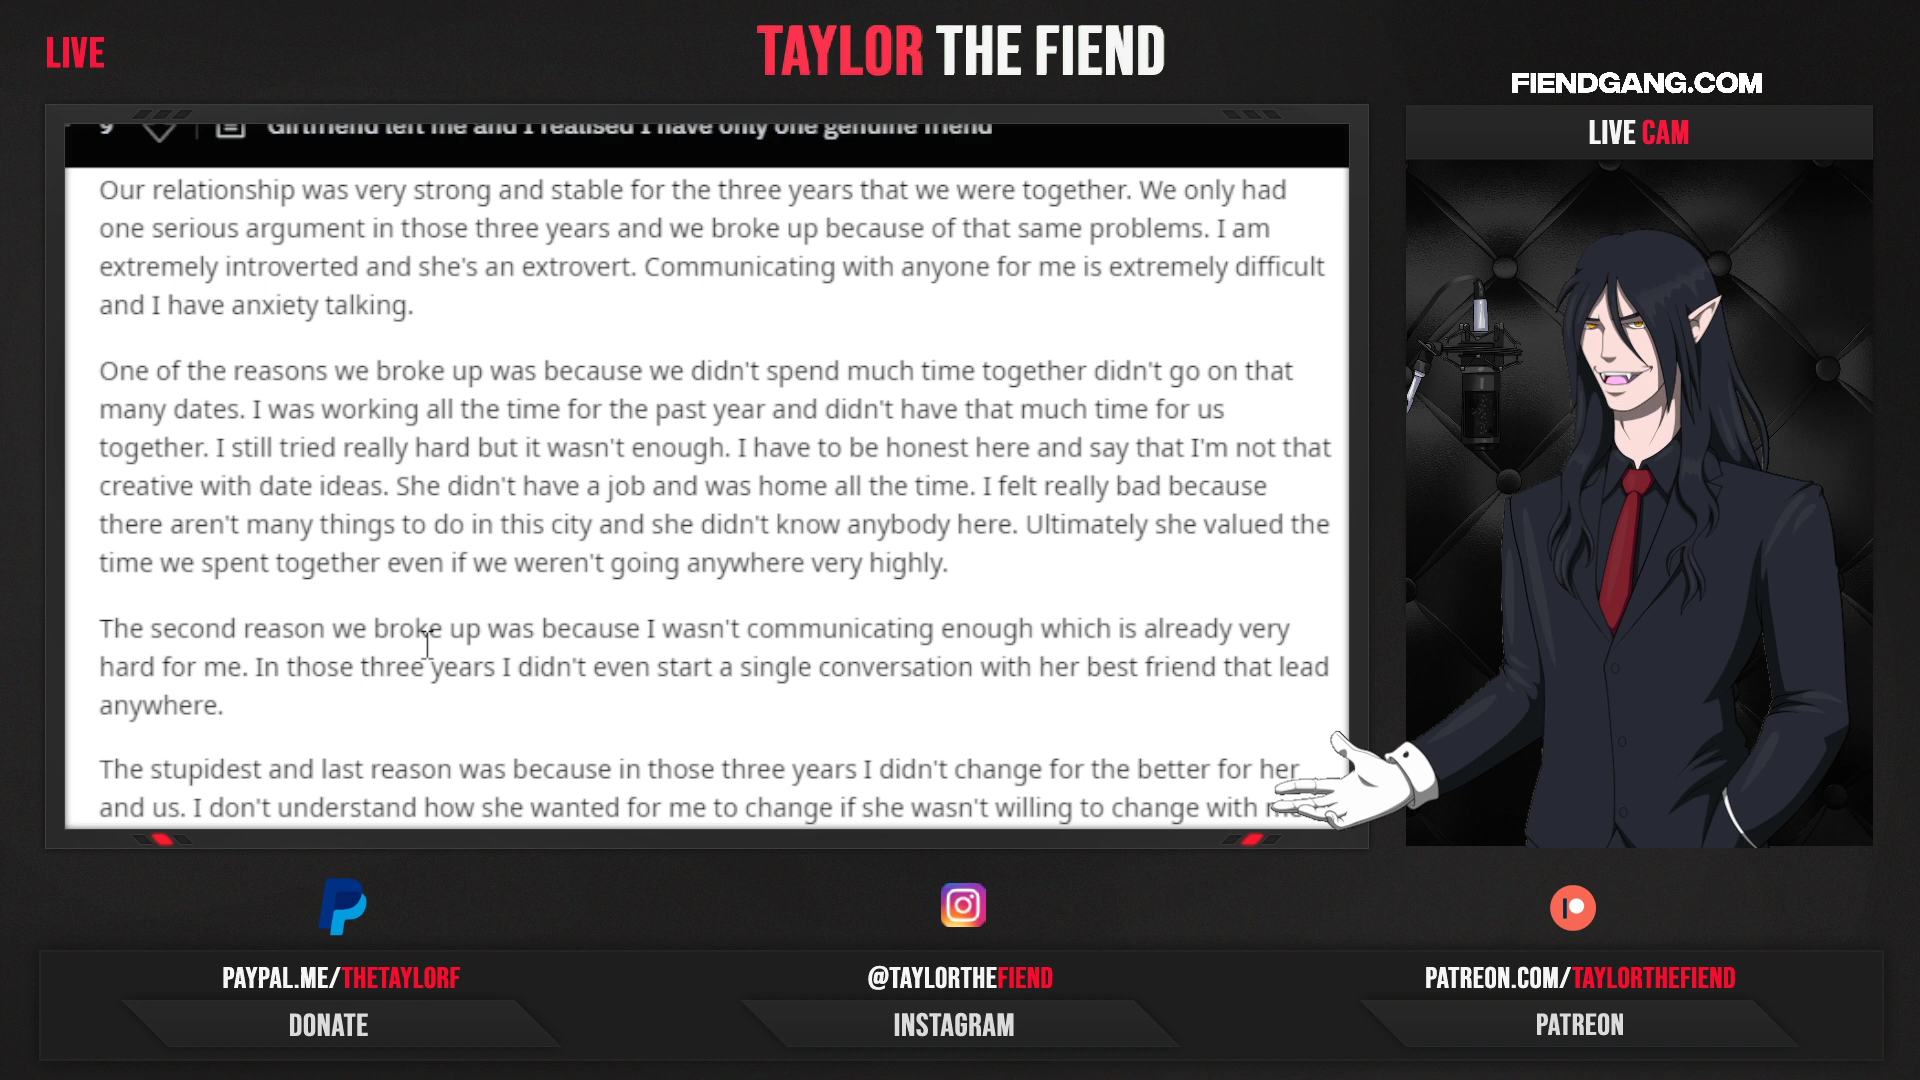 LIVE
TAYLOR THE FIEND
FIENDGANG.COM
LIVE CAM
9 Girlfriend left me and I realised I have only one genuine friend
Our relationship was very strong and stable for the three years that we were together. We only had
one serious argument in those three years and we broke up because of that same problems. I am
extremely introverted and she's an extrovert. Communicating with anyone for me is extremely difficult
and I have anxiety talking.
One of the reasons we broke up was because we didn't spend much time together didn't go on that
many dates. I was working all the time for the past year and didn't have that much time for us
together. I still tried really hard but it wasn't enough. I have to be honest here and say that I'm not that
creative with date ideas. She didn't have a job and was home all the time. I felt really bad because
there aren't many things to do in this city and she didn't know anybody here. Ultimately she valued the
time we spent together even if we weren't going anywhere very highly.
The second reason we broke up was because I wasn't communicating enough which is already very
hard for me. In those three years I didn't even start a single conversation with her best friend that lead
anywhere.
The stupidest and last reason was because in those three years I didn't change for the better for her
and us. I don't understand how she wanted for me to change if she wasn't willing to change with
PAYPAL.ME/THETAYLORF
DONATE
@TAYLORTHEFIEND
INSTAGRAM
PATREON.COM/TAYLORTHEFIEND
PATREON